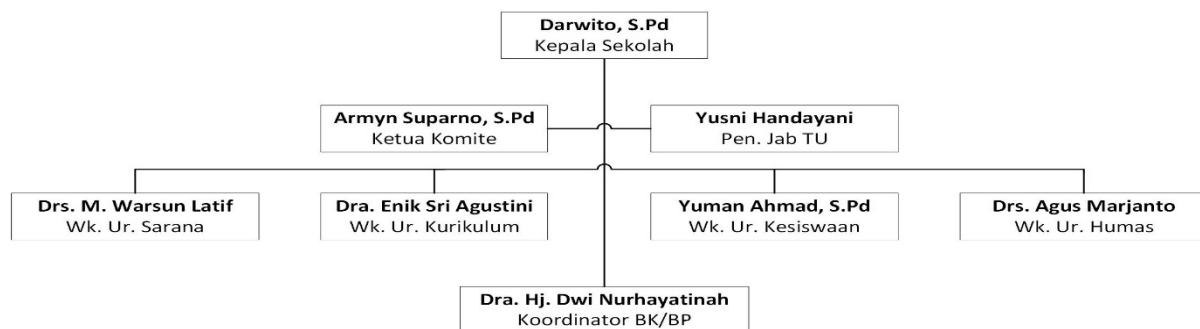 Darwito, S.Pd
Kepala Sekolah
Armyn Suparno, S.Pd
Ketua Komite
Yusni Handayani
Pen. Jab TU
Drs. M. Warsun Latif
Wk. Ur. Sarana
Dra. Enik Sri Agustini
Wk. Ur. Kurikulum
Yuman Ahmad, S.Pd
Wk. Ur. Kesiswaan
Drs. Agus Marjanto
Wk. Ur. Humas
Dra. Hj. Dwi Nurhayatinah
Koordinator BK/BP